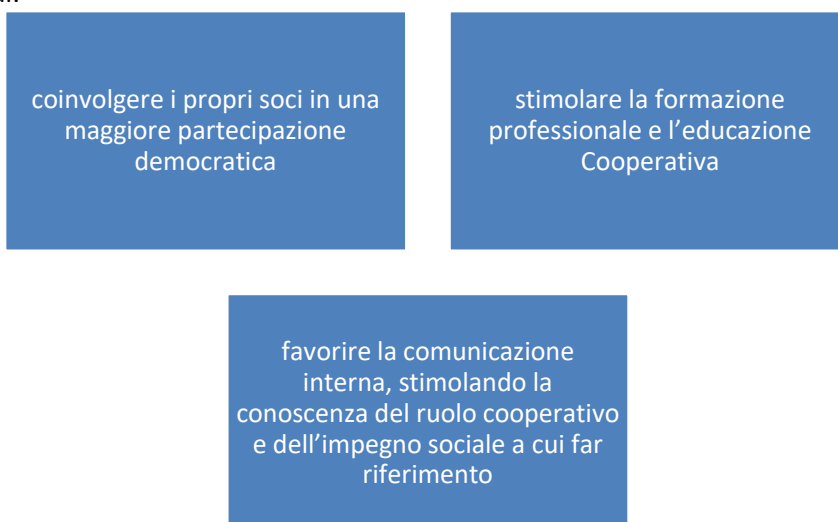 coinvolgere i propri soci in una
maggiore partecipazione
democratica
stimolare la formazione
professionale e l’educazione
Cooperativa
favorire la comunicazione
interna, stimolando la
conoscenza del ruolo cooperativo
e dell’impegno sociale a cui far
riferimento